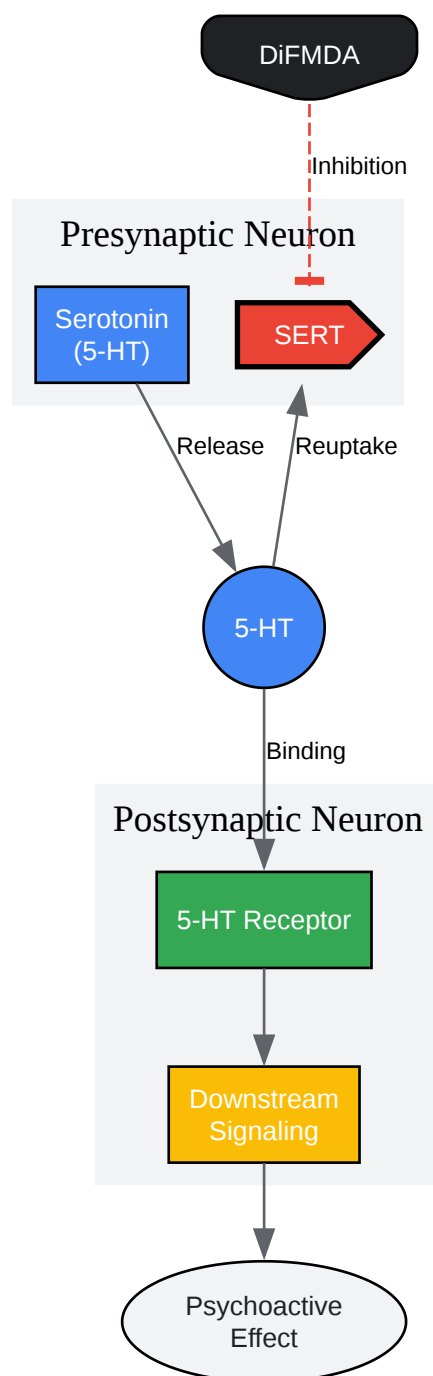 DiFMDA
Inhibition
Presynaptic Neuron
Serotonin
(5-HT)
SERT
Release
Reuptake
5-HT
Binding
Postsynaptic Neuron
5-HT Receptor
Downstream
Signaling
Psychoactive
Effect